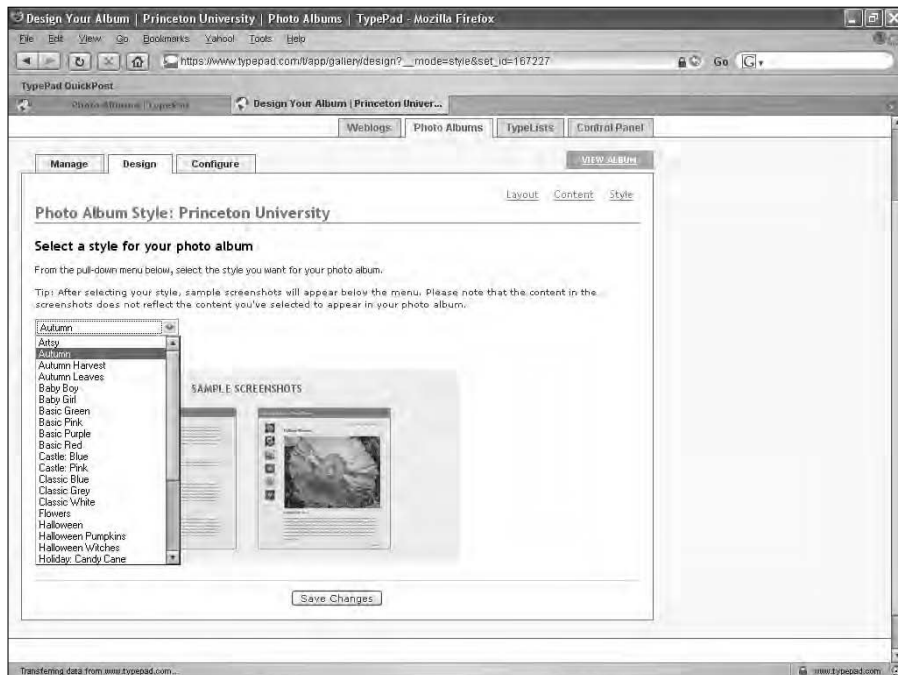 Design Your Album | Princeton University | Photo Albums | TypePad - Mozilla Firefox
File Edit View Go Bookmarks Yahoo! Tools Help
https://www.typepad.com/t/app/gallery/design?__mode=style&set_id=167227
Go
TypePad QuickPost
Photo Albums | TypePad
Design Your Album | Princeton Univer...
Weblogs Photo Albums TypeLists Control Panel
Manage Design Configure
VIEW ALBUM
Layout Content Style
Photo Album Style: Princeton University
Select a style for your photo album
From the pull-down menu below, select the style you want for your photo album.
Tip: After selecting your style, sample screenshots will appear below the menu. Please note that the content in the
screenshots does not reflect the content you've selected to appear in your photo album.
Autumn
Artsy
Autumn
Autumn Harvest
Autumn Leaves
Baby Boy
Baby Girl
Basic Green
Basic Pink
Basic Purple
Basic Red
Castle: Blue
Castle: Pink
Classic Blue
Classic Grey
Classic White
Flowers
Halloween
Halloween Pumpkins
Halloween Witches
Holiday: Candy Cane
SAMPLE SCREENSHOTS
Save Changes
Transferring data from www.typepad.com...
www.typepad.com